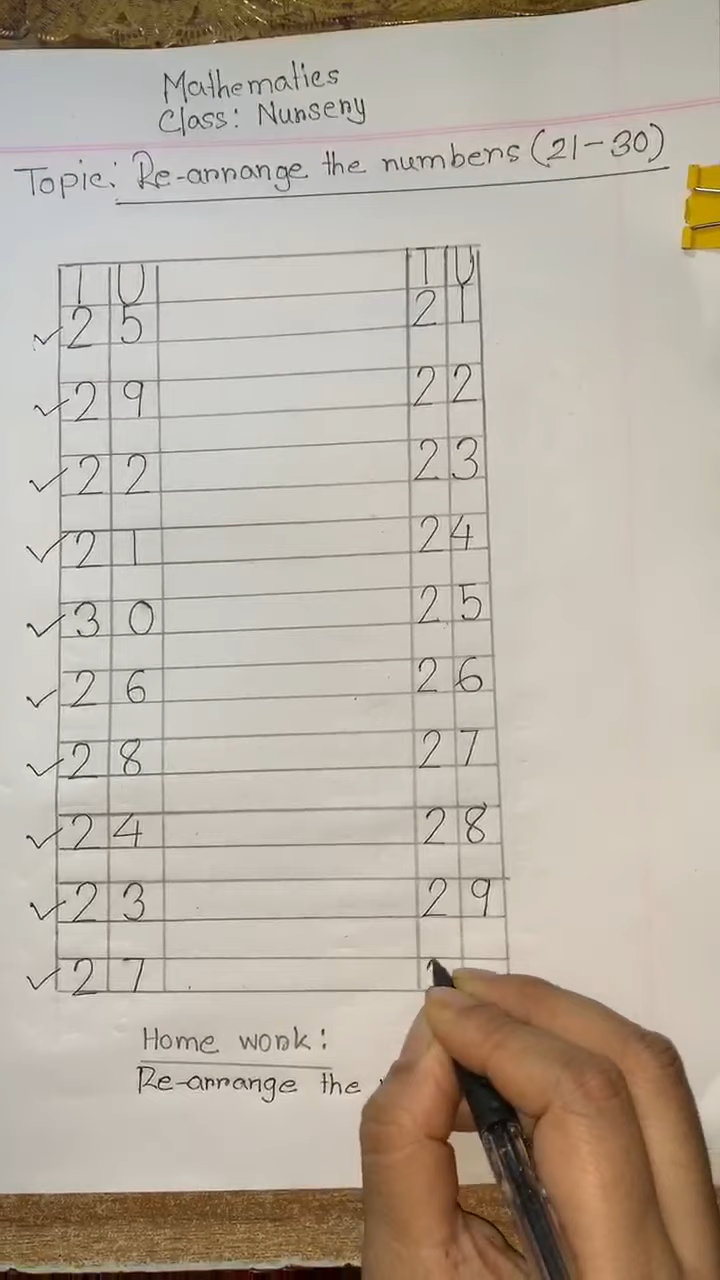 Mathematics
Class: Nursery
Topic: Re-arrange the numbers (21-30)
T U T U
25 21
29 22
22 23
21 24
30 25
26 26
28 27
24 28
23 29
27
Home work:
Re-arrange the